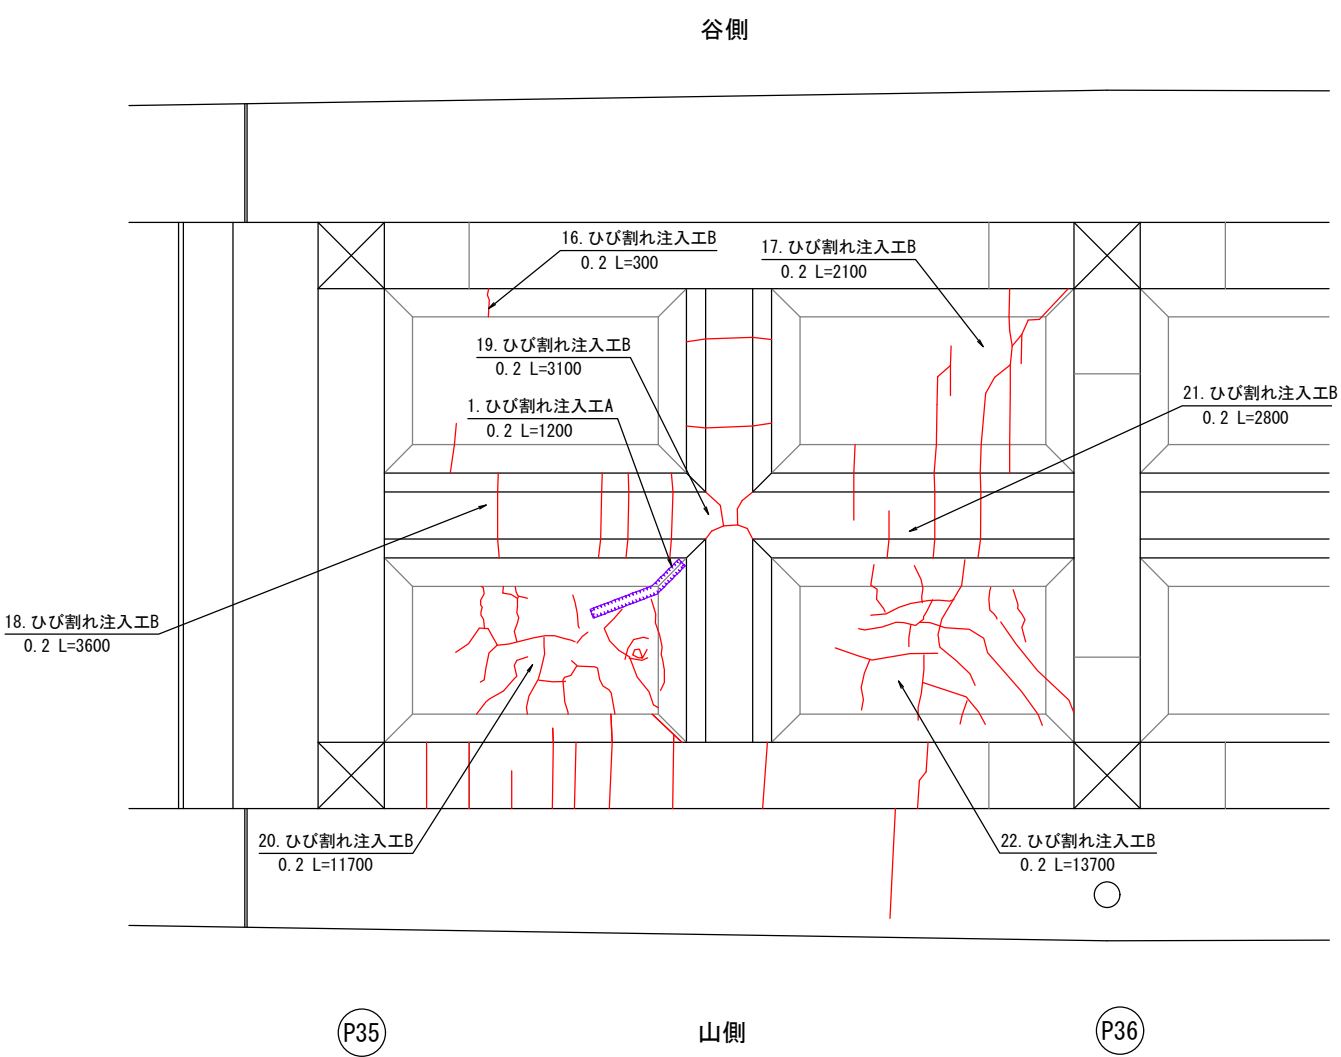 谷側
16. ひび割れ注入工B
0. 2 L=300
17. ひび割れ注入工B
0. 2 L=2100
19. ひび割れ注入工B
0. 2 L=3100
1. ひび割れ注入工A
0. 2 L=1200
21. ひび割れ注入工B
0. 2 L=2800
18. ひび割れ注入工B
0. 2 L=3600
20. ひび割れ注入工B
0. 2 L=11700
22. ひび割れ注入工B
0. 2 L=13700
P35
山側
P36